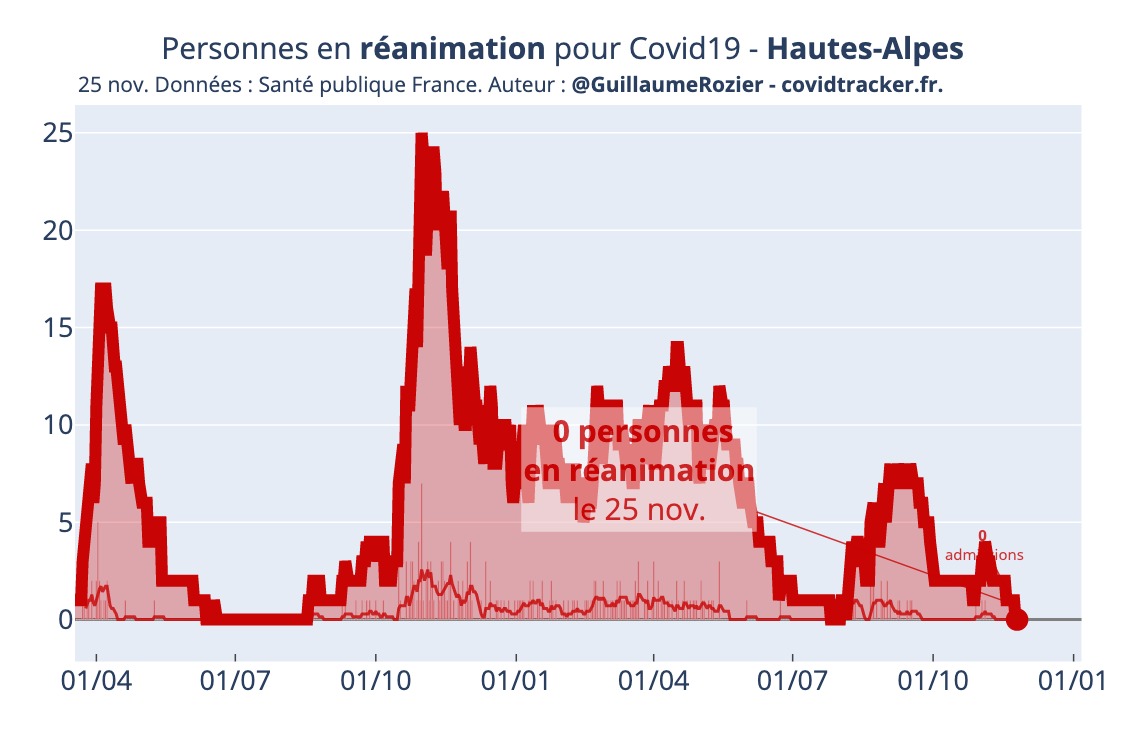 Personnes en réanimation pour Covid19 - Hautes-Alpes
25 nov. Données : Santé publique France. Auteur : @GuillaumeRozier - covidtracker.fr.
25
20
15
10
5
0
0 personnes
en réanimation
le 25 nov.
0
admissions
01/04
01/07
01/10
01/01
01/04
01/07
01/10
01/01